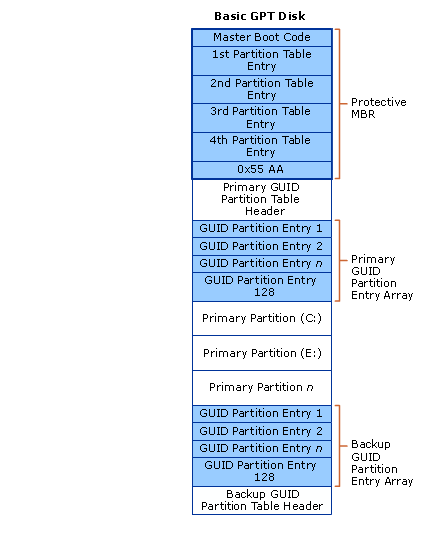 Basic GPT Disk
Master Boot Code
1st Partition Table
Entry
2nd Partition Table
Entry
3rd Partition Table
Entry
4th Partition Table
Entry
0x55 AA
Protective
MBR
Primary GUID
Partition Table
Header
GUID Partition Entry 1
GUID Partition Entry 2
GUID Partition Entry n
GUID Partition Entry
128
Primary
GUID
Partition
Entry Array
Primary Partition (C:)
Primary Partition (E:)
Primary Partition n
GUID Partition Entry 1
GUID Partition Entry 2
GUID Partition Entry n
GUID Partition Entry
128
Backup
GUID
Partition
Entry Array
Backup GUID
Partition Table Header